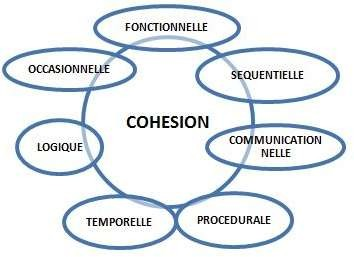 FONCTIONNELLE
OCCASIONNELLE
SEQUENTIELLE
COHESION
LOGIQUE
COMMUNICATION
NELLE
TEMPORELLE
PROCEDURALE